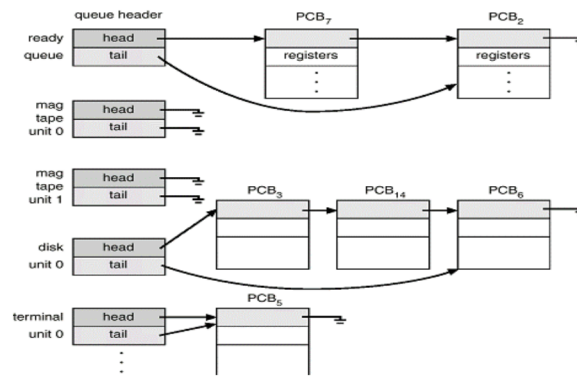 queue header PCB7 PCB2
ready head
queue tail registers registers
mag head
tape
unit 0 tail
mag head
tape
unit 1 tail
PCB3 PCB14 PCB6
disk head
unit 0 tail
PCB5
terminal head
unit 0 tail